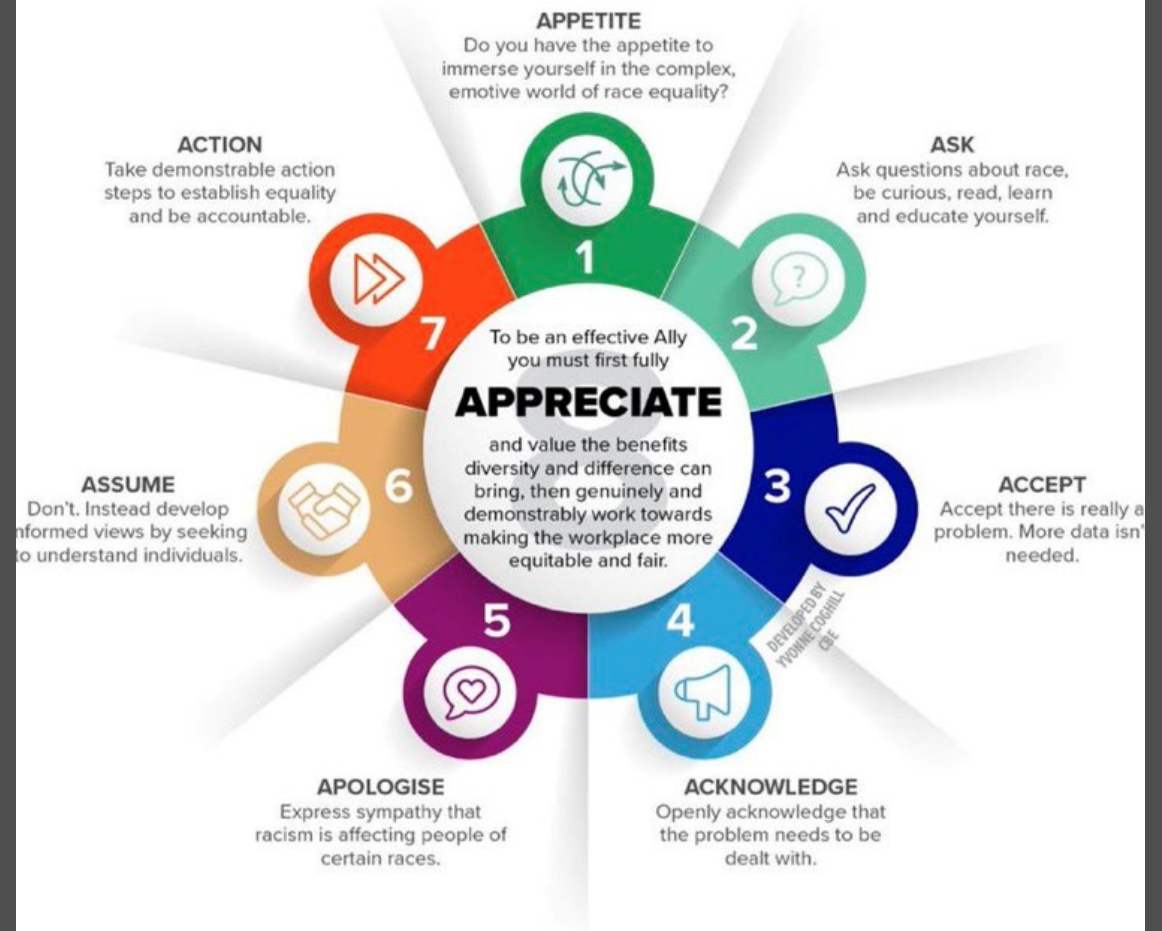 APPETITE
Do you have the appetite to
immerse yourself in the complex,
emotive world of race equality?
1
ASK
Ask questions about race,
be curious, read, learn
and educate yourself.
?
2
ACCEPT
Accept there is really a
problem. More data isn'
needed.
3
DEVELOPED BY
YVONNE COGHILL
CBE
ACKNOWLEDGE
Openly acknowledge that
the problem needs to be
dealt with.
4
APOLOGISE
Express sympathy that
racism is affecting people of
certain races.
5
ASSUME
Don't. Instead develop
nformed views by seeking
to understand individuals.
6
ACTION
Take demonstrable action
steps to establish equality
and be accountable.
7
8
To be an effective Ally
you must first fully
APPRECIATE
and value the benefits
diversity and difference can
bring, then genuinely and
demonstrably work towards
making the workplace more
equitable and fair.